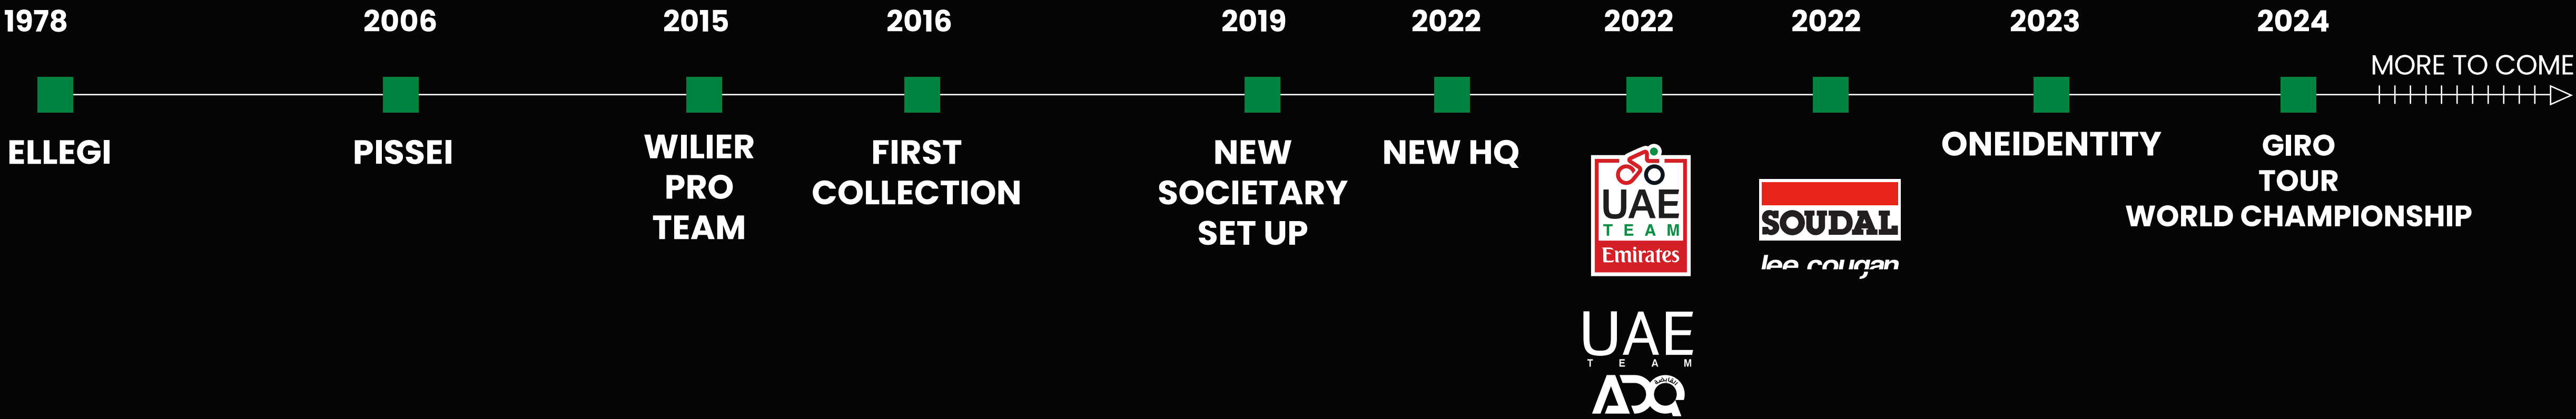 1978
2006
2015
2016
2019
2022
2022
2022
2023
2024
MORE TO COME
ELLEGI
PISSEI
WILIER
PRO
TEAM
FIRST
COLLECTION
NEW
SOCIETARY
SET UP
NEW HQ
UAE
TEAM
Emirates
UAE
TEAM
ADQ
القابضة
SOUDAL
lee cougan
ONEIDENTITY
GIRO
TOUR
WORLD CHAMPIONSHIP